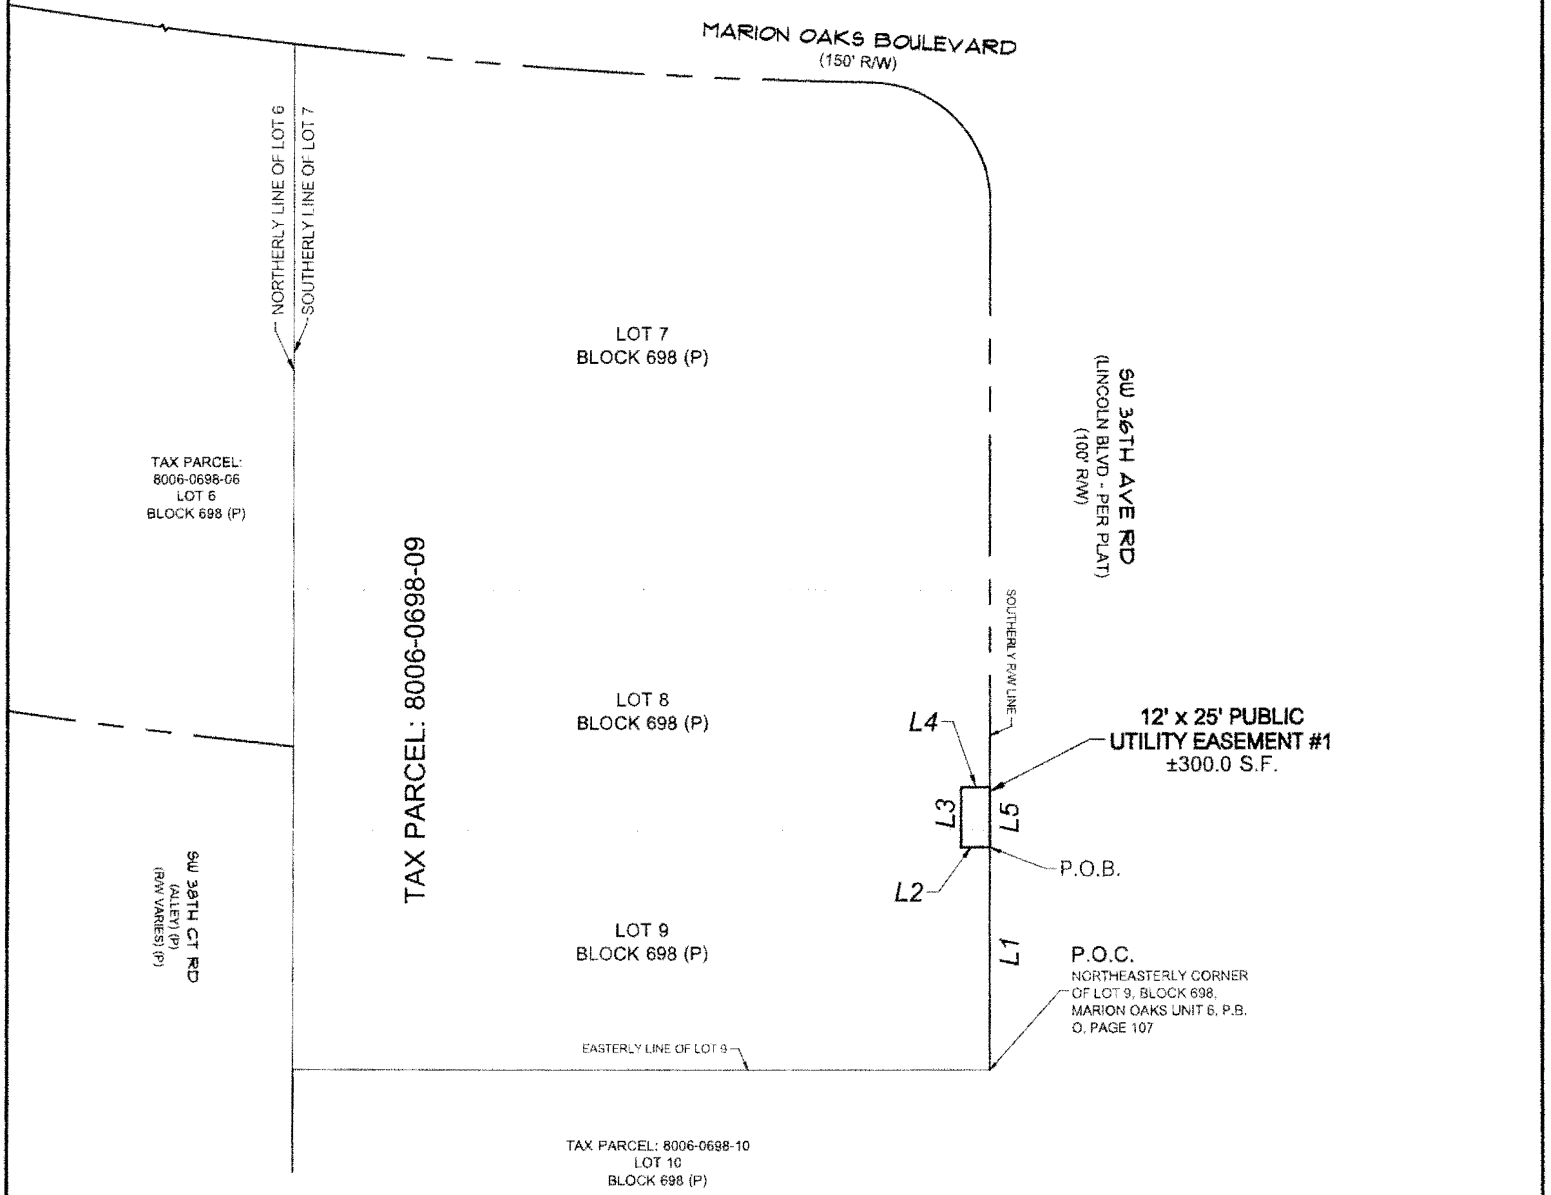 MARION OAKS BOULEVARD
(150' R/W)
NORTHERLY LINE OF LOT 6
SOUTHERLY LINE OF LOT 7
LOT 7
BLOCK 698 (P)
SW 36TH AVE RD
(LINCOLN BLVD - PER PLAT)
(100' R/W)
TAX PARCEL:
8006-0698-06
LOT 6
BLOCK 698 (P)
TAX PARCEL: 8006-0698-09
SOUTHERLY R/W LINE
LOT 8
BLOCK 698 (P)
L4
12' x 25' PUBLIC
UTILITY EASEMENT #1
±300.0 S.F.
L3
L5
P.O.B.
L2
SW 38TH CT RD
(ALLEY) (P)
(R/W VARIES) (P)
LOT 9
BLOCK 698 (P)
L1
P.O.C.
NORTHEASTERLY CORNER
OF LOT 9, BLOCK 698,
MARION OAKS UNIT 6, P.B.
O, PAGE 107
EASTERLY LINE OF LOT 9
TAX PARCEL: 8006-0698-10
LOT 10
BLOCK 698 (P)